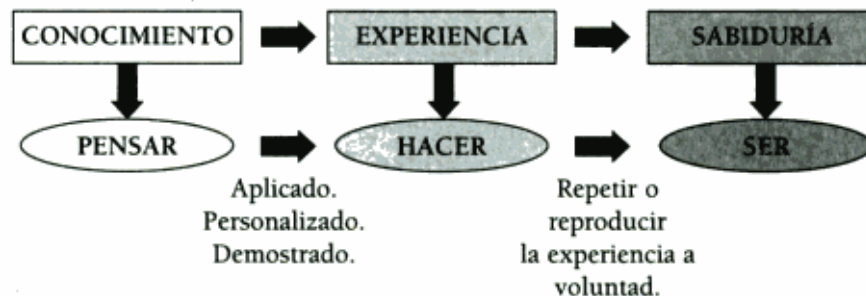 CONOCIMIENTO
EXPERIENCIA
SABIDURÍA
PENSAR
HACER
SER
Aplicado.
Personalizado.
Demostrado.
Repetir o
reproducir
la experiencia a
voluntad.